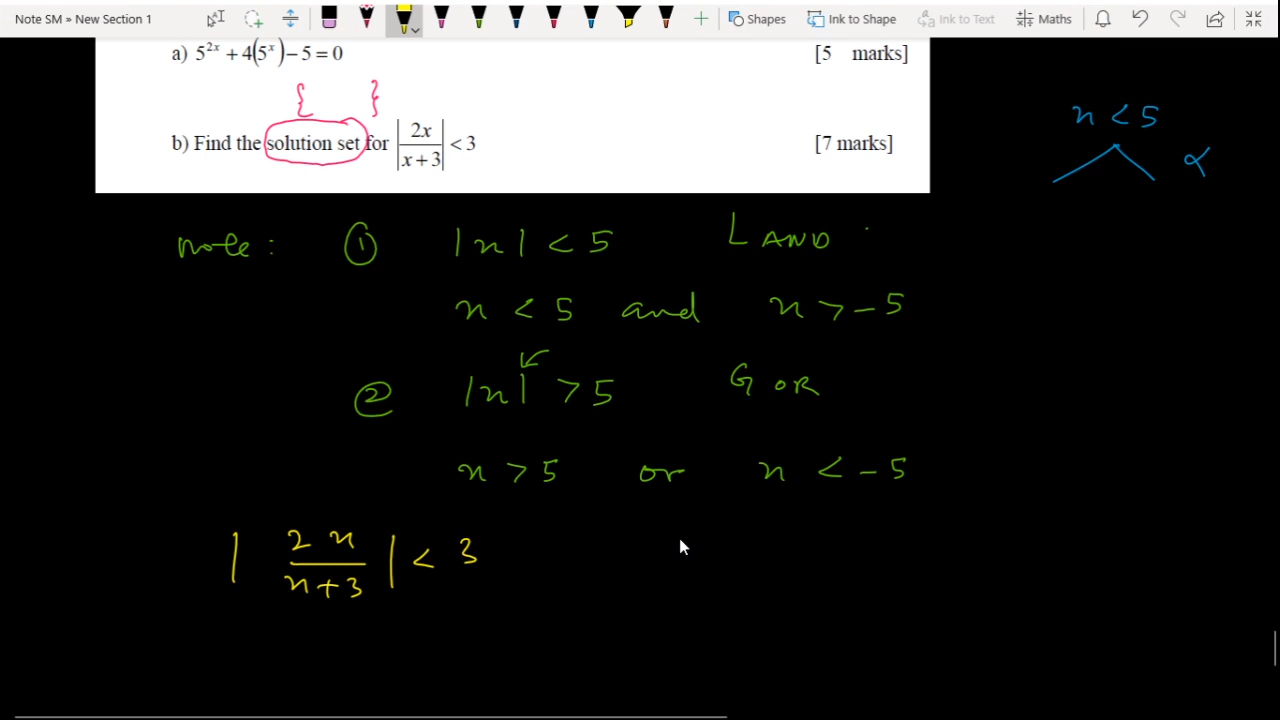 Note SM » New Section 1 Shapes Ink to Shape Ink to Text Maths
a) 5^{2x} + 4(5^x) − 5 = 0 [5 marks]
{ }
x < 5
b) Find the solution set for |2x/(x+3)| < 3 [7 marks]
∝
note : ① |x| < 5 L AND
x < 5 and x > -5
② |x| > 5 G OR
x > 5 or x < -5
|2x/(x+3)| < 3